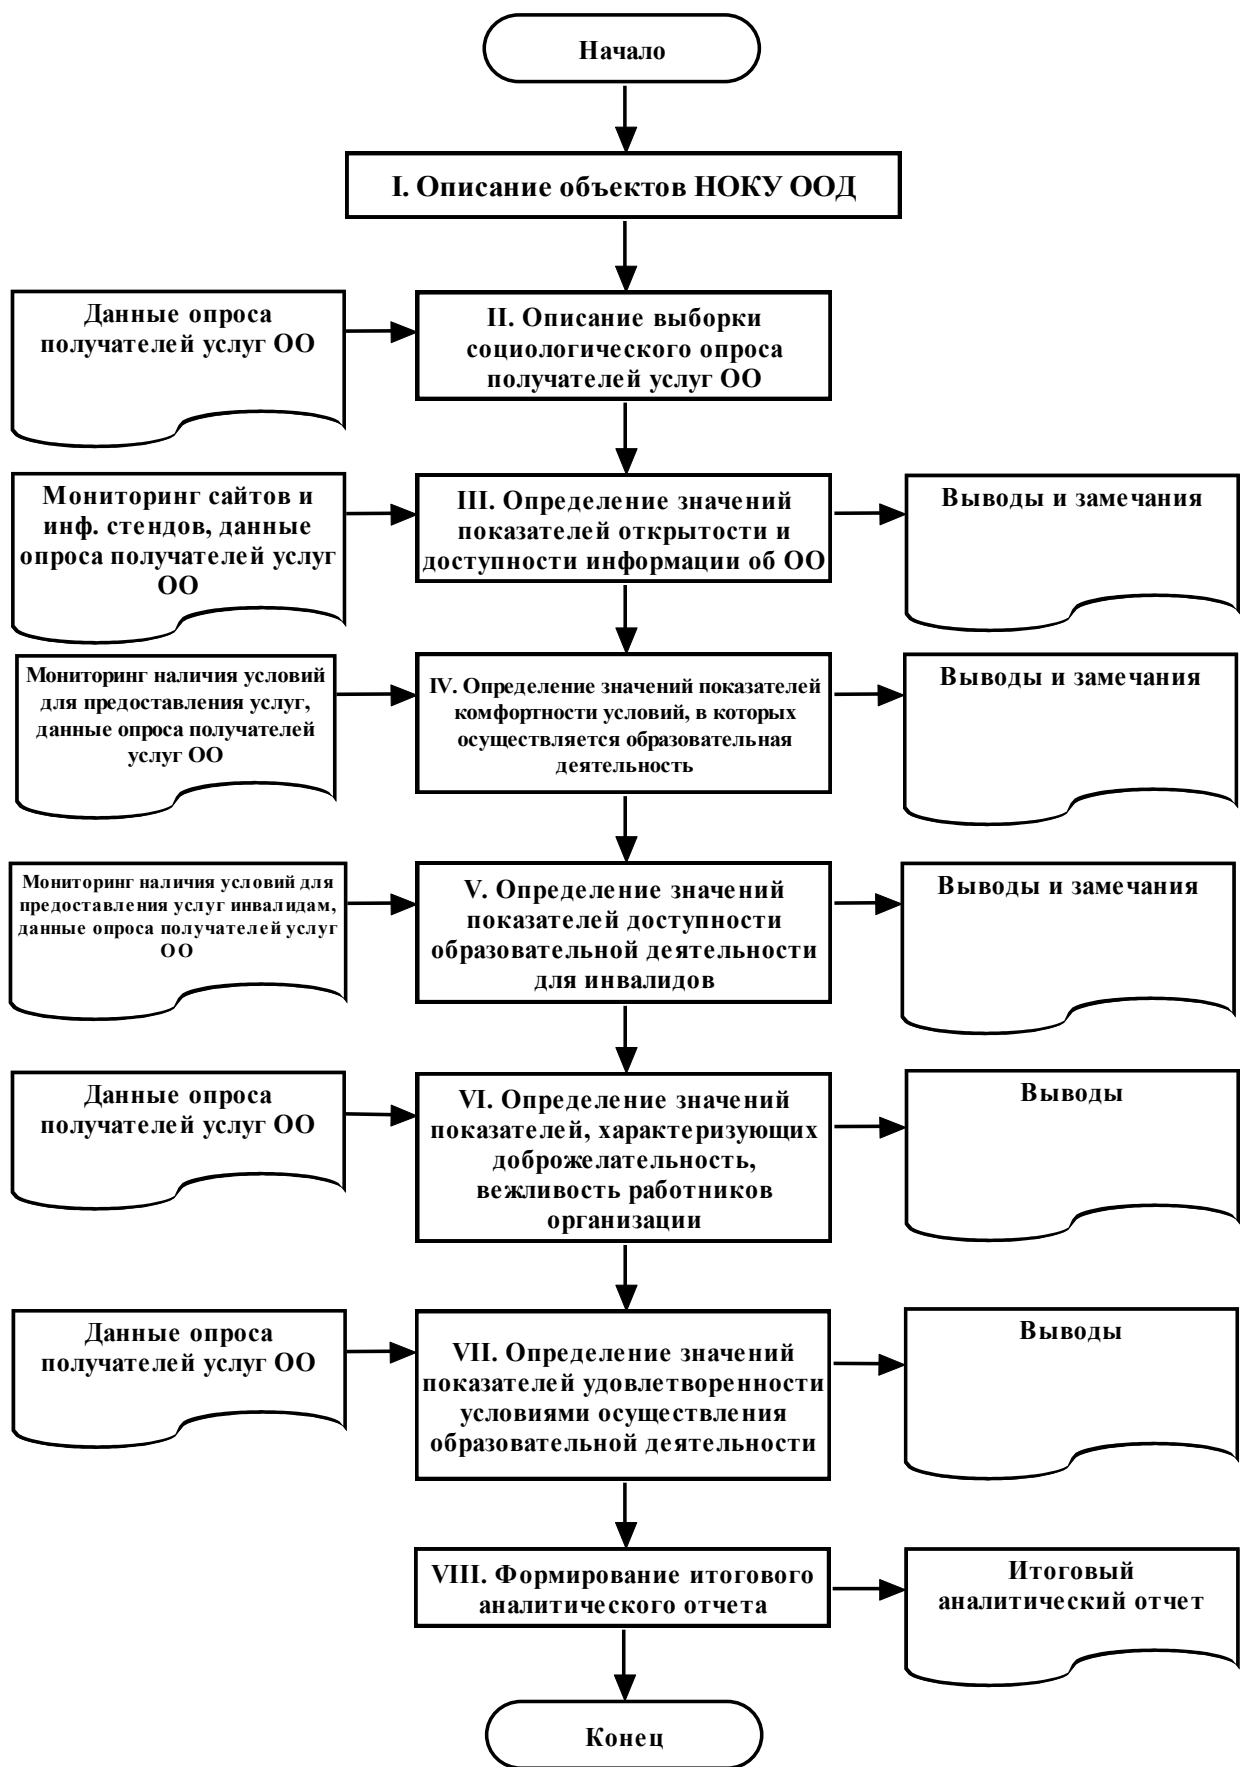 Начало
I. Описание объектов НОКУ ООД
Данные опроса
получателей услуг ОО
II. Описание выборки
социологического опроса
получателей услуг ОО
Мониторинг сайтов и
инф. стендов, данные
опроса получателей услуг
ОО
III. Определение значений
показателей открытости и
доступности информации об ОО
Выводы и замечания
Мониторинг наличия условий
для предоставления услуг,
данные опроса получателей
услуг ОО
IV. Определение значений показателей
комфортности условий, в которых
осуществляется образовательная
деятельность
Выводы и замечания
Мониторинг наличия условий для
предоставления услуг инвалидам,
данные опроса получателей услуг
ОО
V. Определение значений
показателей доступности
образовательной деятельности
для инвалидов
Выводы и замечания
Данные опроса
получателей услуг ОО
VI. Определение значений
показателей, характеризующих
доброжелательность,
вежливость работников
организации
Выводы
Данные опроса
получателей услуг ОО
VII. Определение значений
показателей удовлетворенности
условиями осуществления
образовательной деятельности
Выводы
VIII. Формирование итогового
аналитического отчета
Итоговый
аналитический отчет
Конец